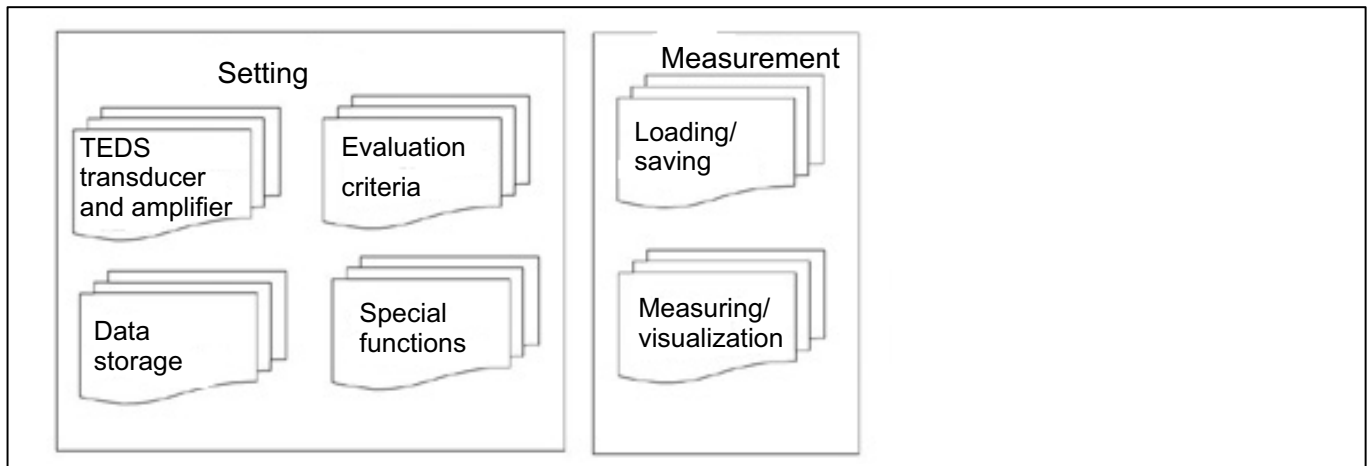 Setting
TEDS
transducer
and amplifier
Evaluation
criteria
Data
storage
Special
functions
Measurement
Loading/
saving
Measuring/
visualization